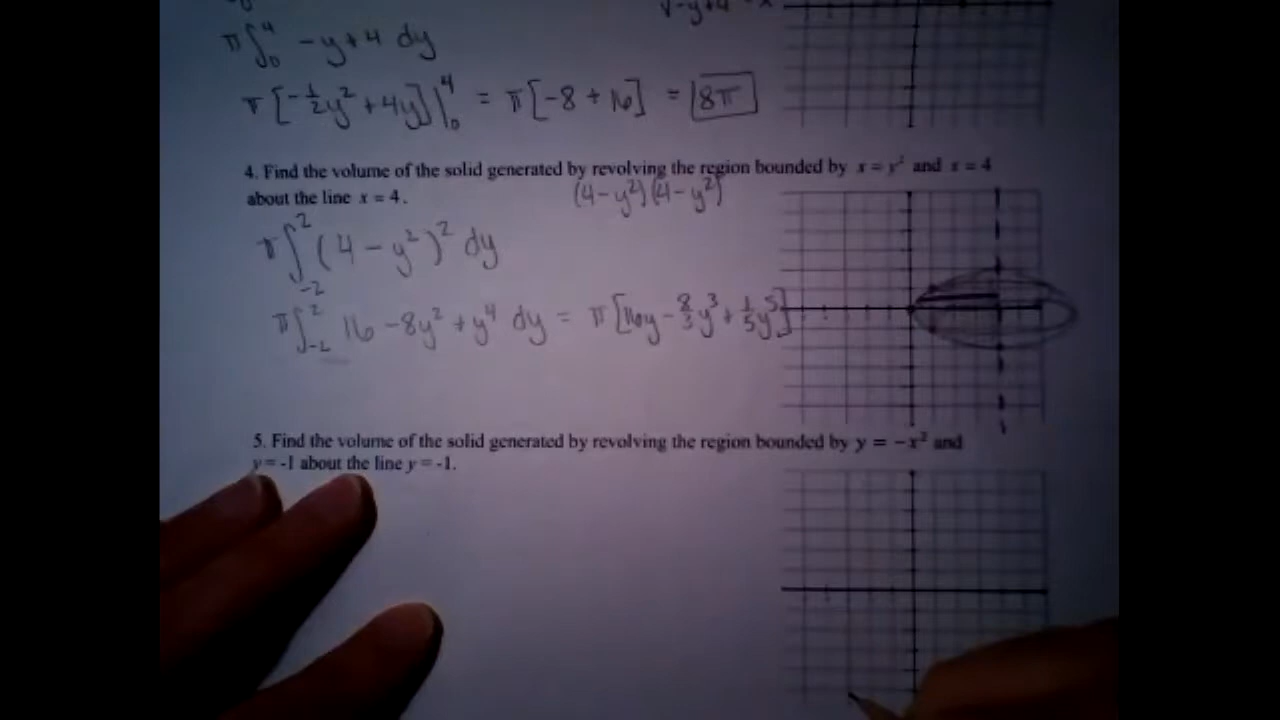 π∫₀⁴ -y+4 dy
π[-½y² + 4y]|₀⁴ = π[-8 + 16] = 8π
4. Find the volume of the solid generated by revolving the region bounded by x = y² and x = 4
about the line x = 4.
(4-y²)(4-y²)
π∫₋₂² (4 - y²)² dy
π∫₋₂² 16 - 8y² + y⁴ dy = π[16y - 8/3 y³ + 1/5 y⁵]
5. Find the volume of the solid generated by revolving the region bounded by y = -x² and
y = -1 about the line y = -1.